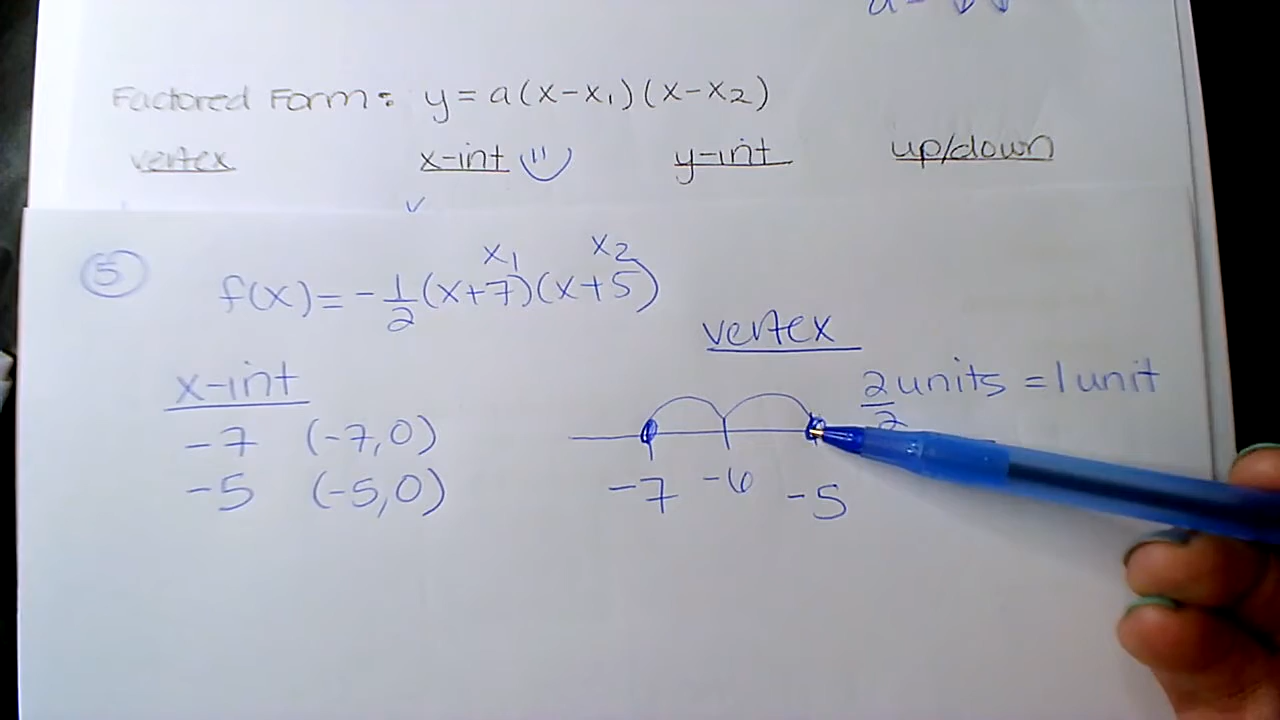 Factored Form: y = a(x-x₁)(x-x₂)
vertex x-int y-int up/down
✓
5
x₁ x₂
f(x) = -1/2(x+7)(x+5)
vertex
x-int
2/2 units = 1 unit
-7 (-7,0)
-5 (-5,0)
-7 -6 -5